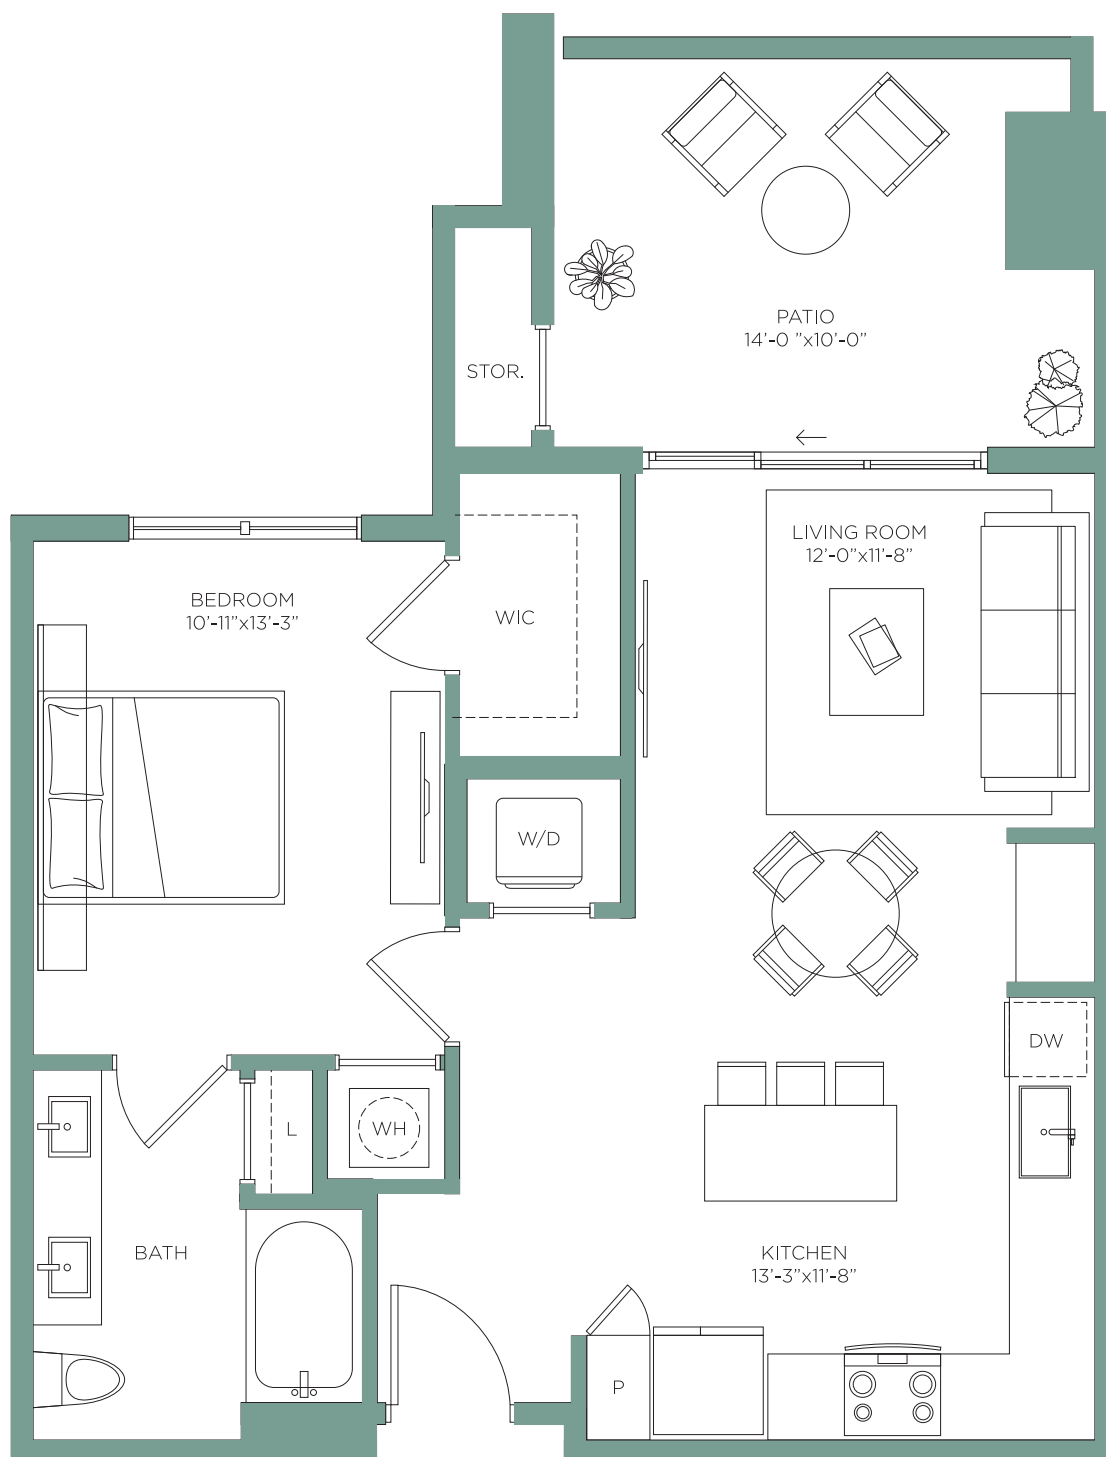 PATIO
14’-0 ”x10’-0”
STOR.
LIVING ROOM
12’-0”x11’-8”
BEDROOM
10’-11”x13’-3”
WIC
W/D
DW
L
WH
BATH
KITCHEN
13’-3”x11’-8”
P